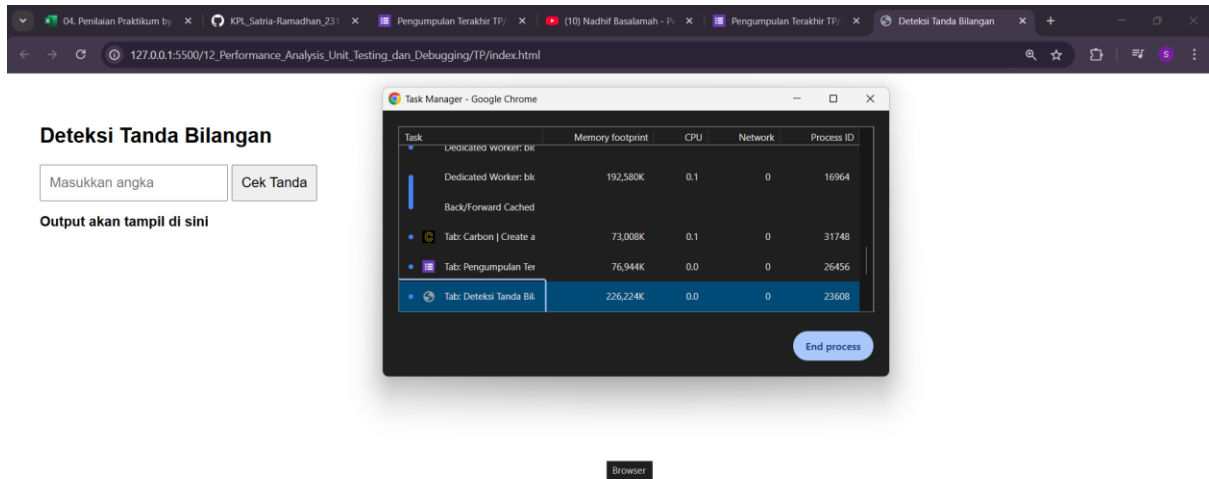 04. Penilaian Praktikum by
KPL_Satria-Ramadhan_231
Pengumpulan Terakhir TP/
(10) Nadhif Basalamah - Pe
Pengumpulan Terakhir TP/
Deteksi Tanda Bilangan
127.0.0.1:5500/12_Performance_Analysis_Unit_Testing_dan_Debugging/TP/index.html
S
Deteksi Tanda Bilangan
Masukkan angka
Cek Tanda
Output akan tampil di sini
Task Manager - Google Chrome
Task Memory footprint CPU Network Process ID
Dedicated Worker: blc
Dedicated Worker: blc 192,580K 0.1 0 16964
Back/Forward Cached
Tab: Carbon | Create a 73,008K 0.1 0 31748
Tab: Pengumpulan Ter 76,944K 0.0 0 26456
Tab: Deteksi Tanda Bil 226,224K 0.0 0 23608
End process
Browser